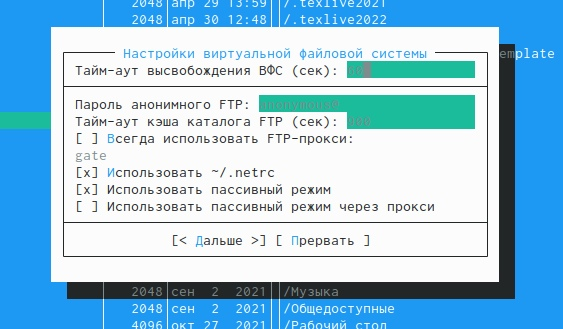 2048 апр 29 13:59 /.texlive2021
2048 апр 30 12:48 /.texlive2022
emplate
Настройки виртуальной файловой системы
Тайм-аут высвобождения ВФС (сек):
Пароль анонимного FTP:
Тайм-аут кэша каталога FTP (сек):
[ ] Всегда использовать FTP-прокси:
gate
[x] Использовать ~/.netrc
[x] Использовать пассивный режим
[ ] Использовать пассивный режим через прокси
[< Дальше >] [ Прервать ]
2048 сен 2 2021 /Музыка
2048 сен 2 2021 /Общедоступные
4096 окт 27 2021 /Рабочий стол